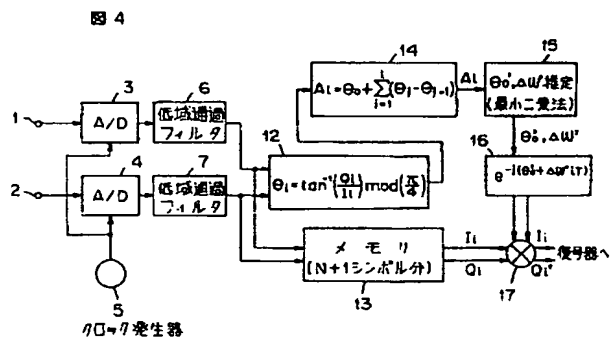 図 4
1
2
3
A/D
4
A/D
5
クロック発生器
6
低域通過
フィルタ
7
低域通過
フィルタ
12
θi=tan⁻¹(Qi/Ii)mod(π/4)
13
メモリ
(N+1シンボル分)
14
Ai=θ₀+Σ(θj-θj-1)
Ai
15
θ₀',ΔW'推定
(最小二乗法)
θ₀',ΔW'
16
e^-j(θ₀'+ΔW'iT)
Ii
Qi
17
Ii'
Qi'
復号器へ